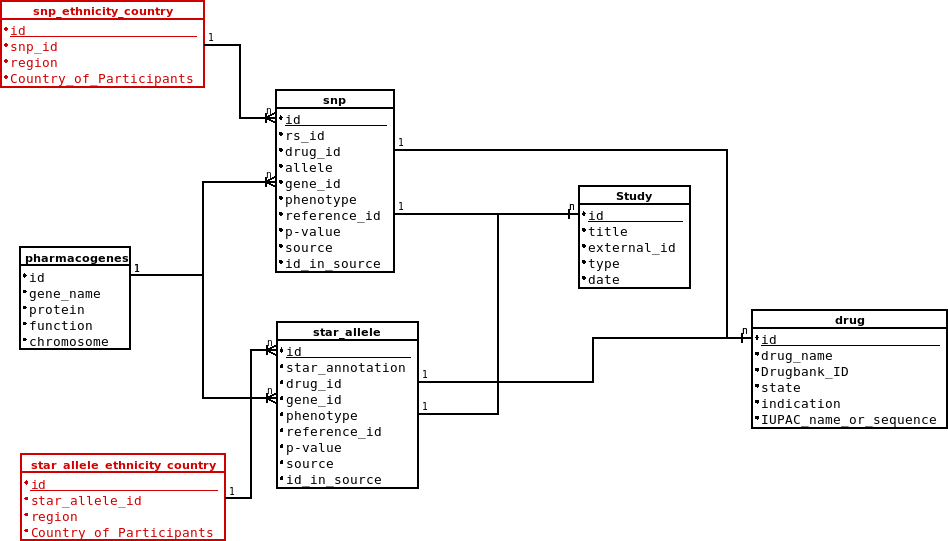 snp_ethnicity_country
id
snp_id
region
Country_of_Participants
1
n
snp
id
rs_id
drug_id
allele
gene_id
phenotype
reference_id
p-value
source
id_in_source
n
1
1
n
Study
id
title
external_id
type
date
pharmacogenes
id
gene_name
protein
function
chromosome
1
n
n
star_allele
id
star_annotation
drug_id
gene_id
phenotype
reference_id
p-value
source
id_in_source
1
1
n
drug
id
drug_name
Drugbank_ID
state
indication
IUPAC_name_or_sequence
star_allele_ethnicity_country
id
star_allele_id
region
Country_of_Participants
1